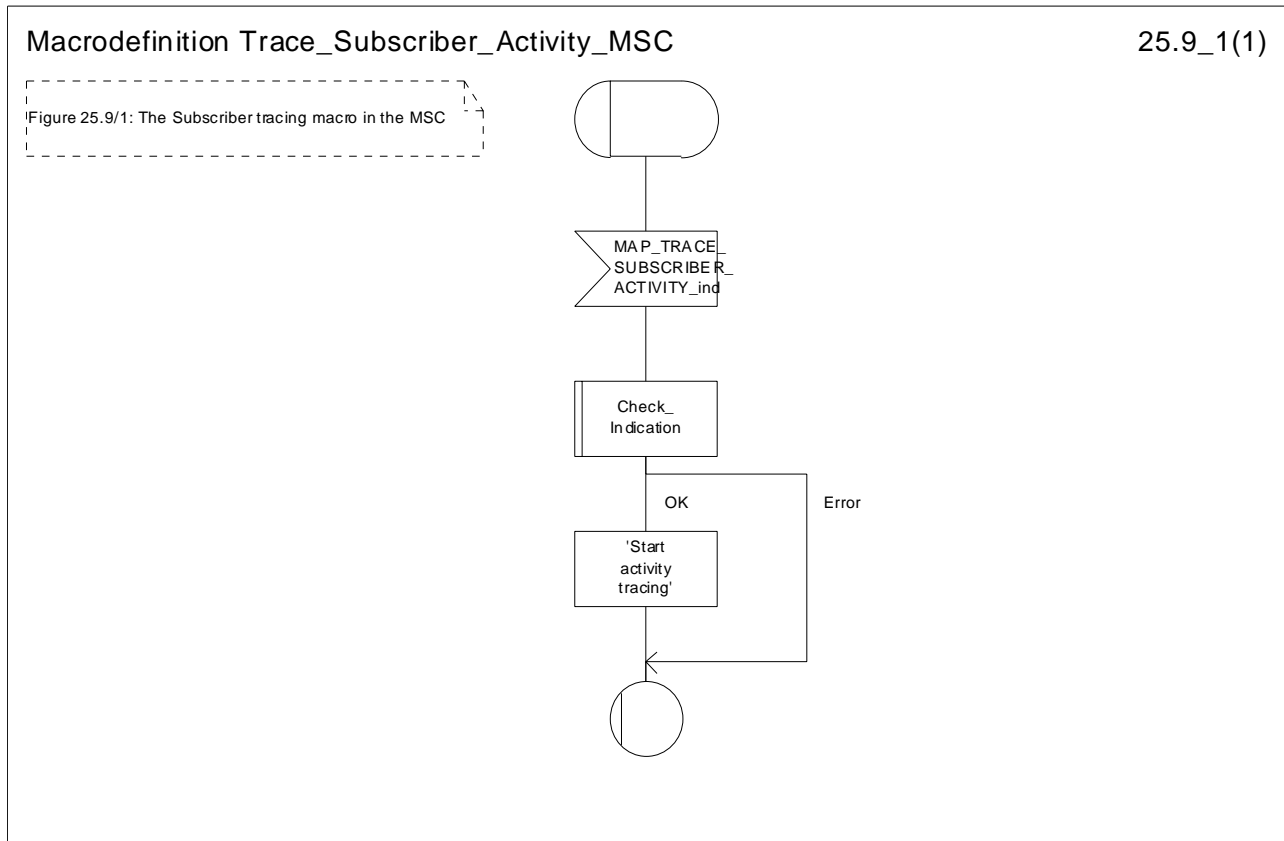 Macrodefinition Trace_Subscriber_Activity_MSC
25.9_1(1)
Figure 25.9/1: The Subscriber tracing macro in the MSC
MAP_TRACE_
SUBSCRIBER_
ACTIVITY_ind
Check_
Indication
OK
Error
'Start
activity
tracing'